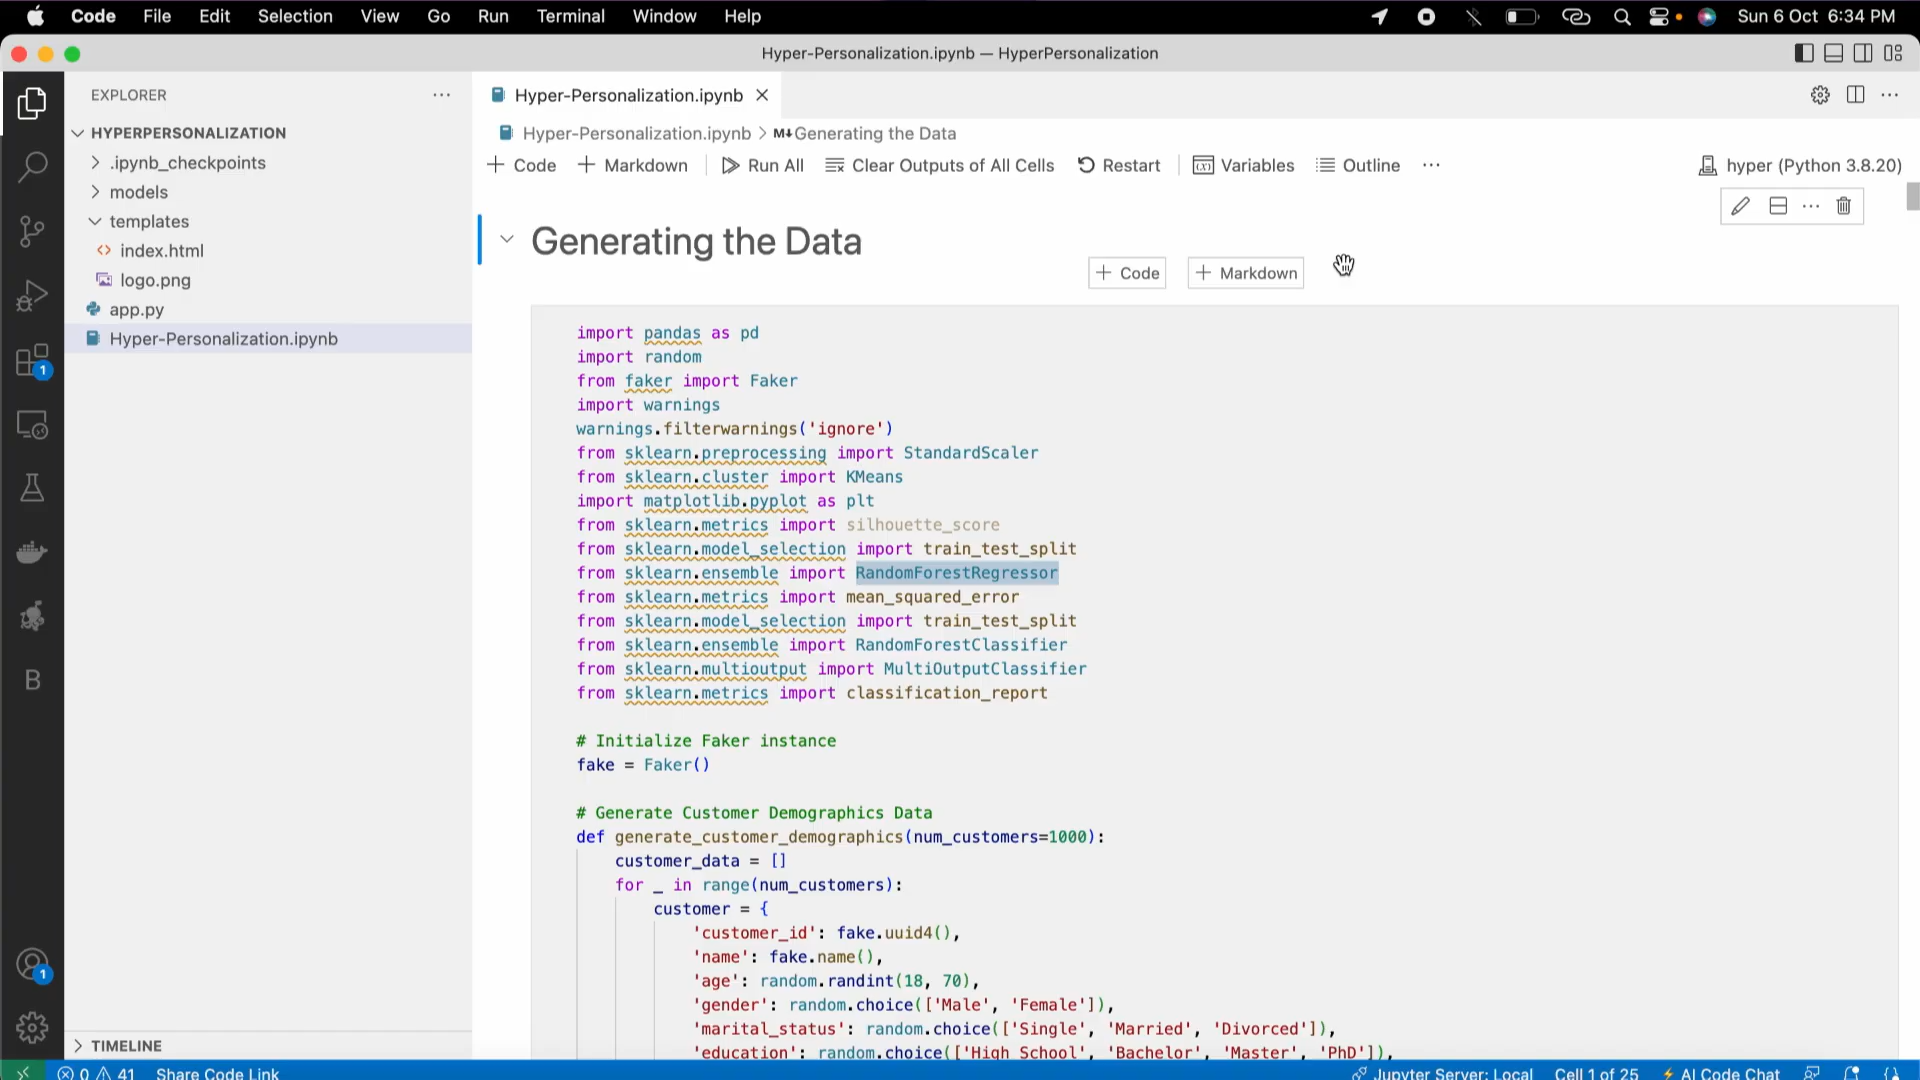 Code File Edit Selection View Go Run Terminal Window Help Sun 6 Oct 6:34 PM
Hyper-Personalization.ipynb — HyperPersonalization
EXPLORER
HYPERPERSONALIZATION
.ipynb_checkpoints
models
templates
index.html
logo.png
app.py
Hyper-Personalization.ipynb
TIMELINE
1
1
B
Hyper-Personalization.ipynb
Hyper-Personalization.ipynb > M↓ Generating the Data
+ Code + Markdown Run All Clear Outputs of All Cells Restart Variables Outline ... hyper (Python 3.8.20)
Generating the Data
+ Code + Markdown
import pandas as pd
import random
from faker import Faker
import warnings
warnings.filterwarnings('ignore')
from sklearn.preprocessing import StandardScaler
from sklearn.cluster import KMeans
import matplotlib.pyplot as plt
from sklearn.metrics import silhouette_score
from sklearn.model_selection import train_test_split
from sklearn.ensemble import RandomForestRegressor
from sklearn.metrics import mean_squared_error
from sklearn.model_selection import train_test_split
from sklearn.ensemble import RandomForestClassifier
from sklearn.multioutput import MultiOutputClassifier
from sklearn.metrics import classification_report
# Initialize Faker instance
fake = Faker()
# Generate Customer Demographics Data
def generate_customer_demographics(num_customers=1000):
customer_data = []
for _ in range(num_customers):
customer = {
'customer_id': fake.uuid4(),
'name': fake.name(),
'age': random.randint(18, 70),
'gender': random.choice(['Male', 'Female']),
'marital_status': random.choice(['Single', 'Married', 'Divorced']),
'education': random.choice(['High School', 'Bachelor', 'Master', 'PhD']),
0 41 Share Code Link Jupyter Server: Local Cell 1 of 25 AI Code Chat